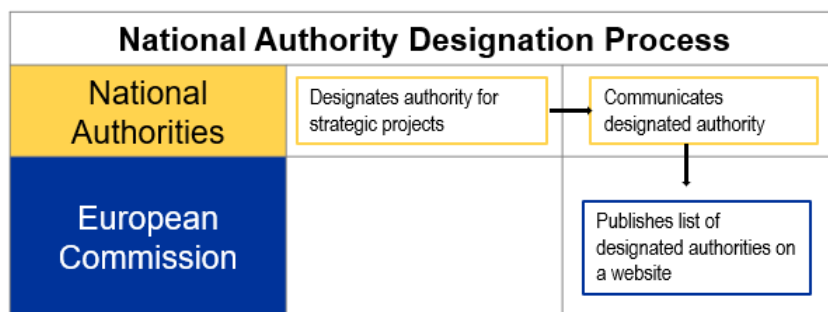 National Authority Designation Process
National
Authorities
Designates authority for
strategic projects
Communicates
designated authority
European
Commission
Publishes list of
designated authorities on
a website